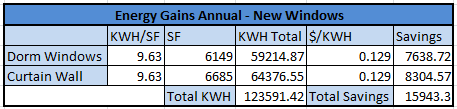 Energy Gains Annual - New Windows
KWH/SF SF KWH Total $/KWH Savings
Dorm Windows 9.63 6149 59214.87 0.129 7638.72
Curtain Wall 9.63 6685 64376.55 0.129 8304.57
Total KWH 123591.42 Total Savings 15943.3